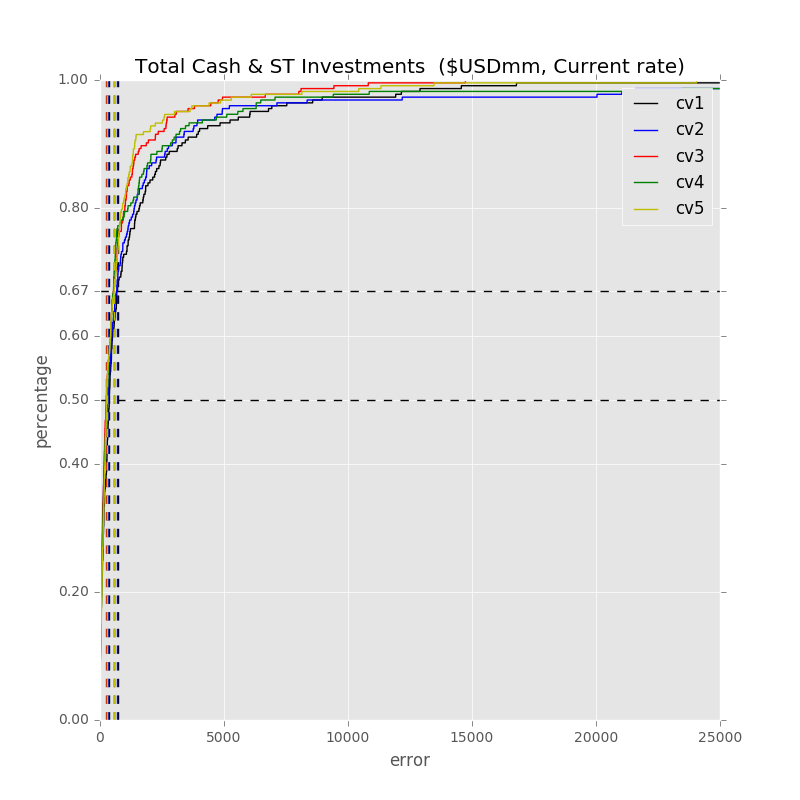 Total Cash & ST Investments  ($USDmm, Current rate)
1.00
0.80
0.67
0.60
0.50
0.40
0.20
0.00
percentage
cv1
cv2
cv3
cv4
cv5
0 5000 10000 15000 20000 25000
error